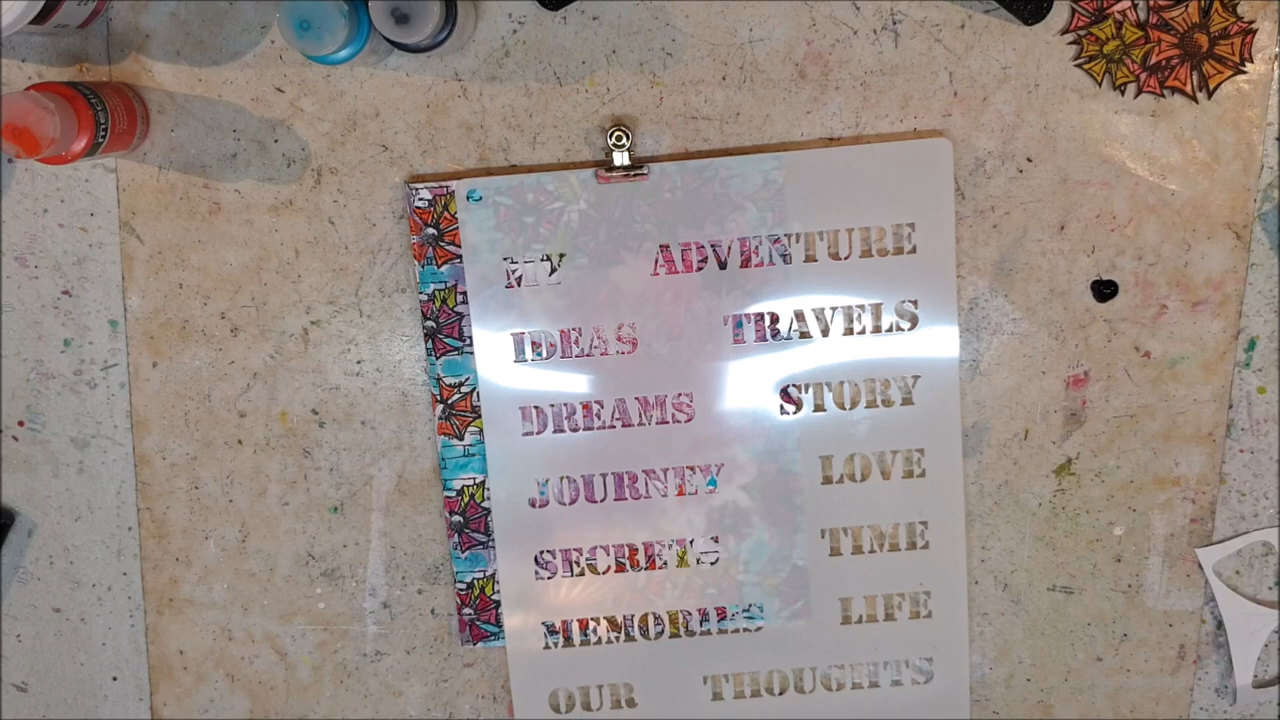 MY ADVENTURE
IDEAS TRAVELS
DREAMS STORY
JOURNEY LOVE
SECRETS TIME
MEMORIES LIFE
OUR THOUGHTS